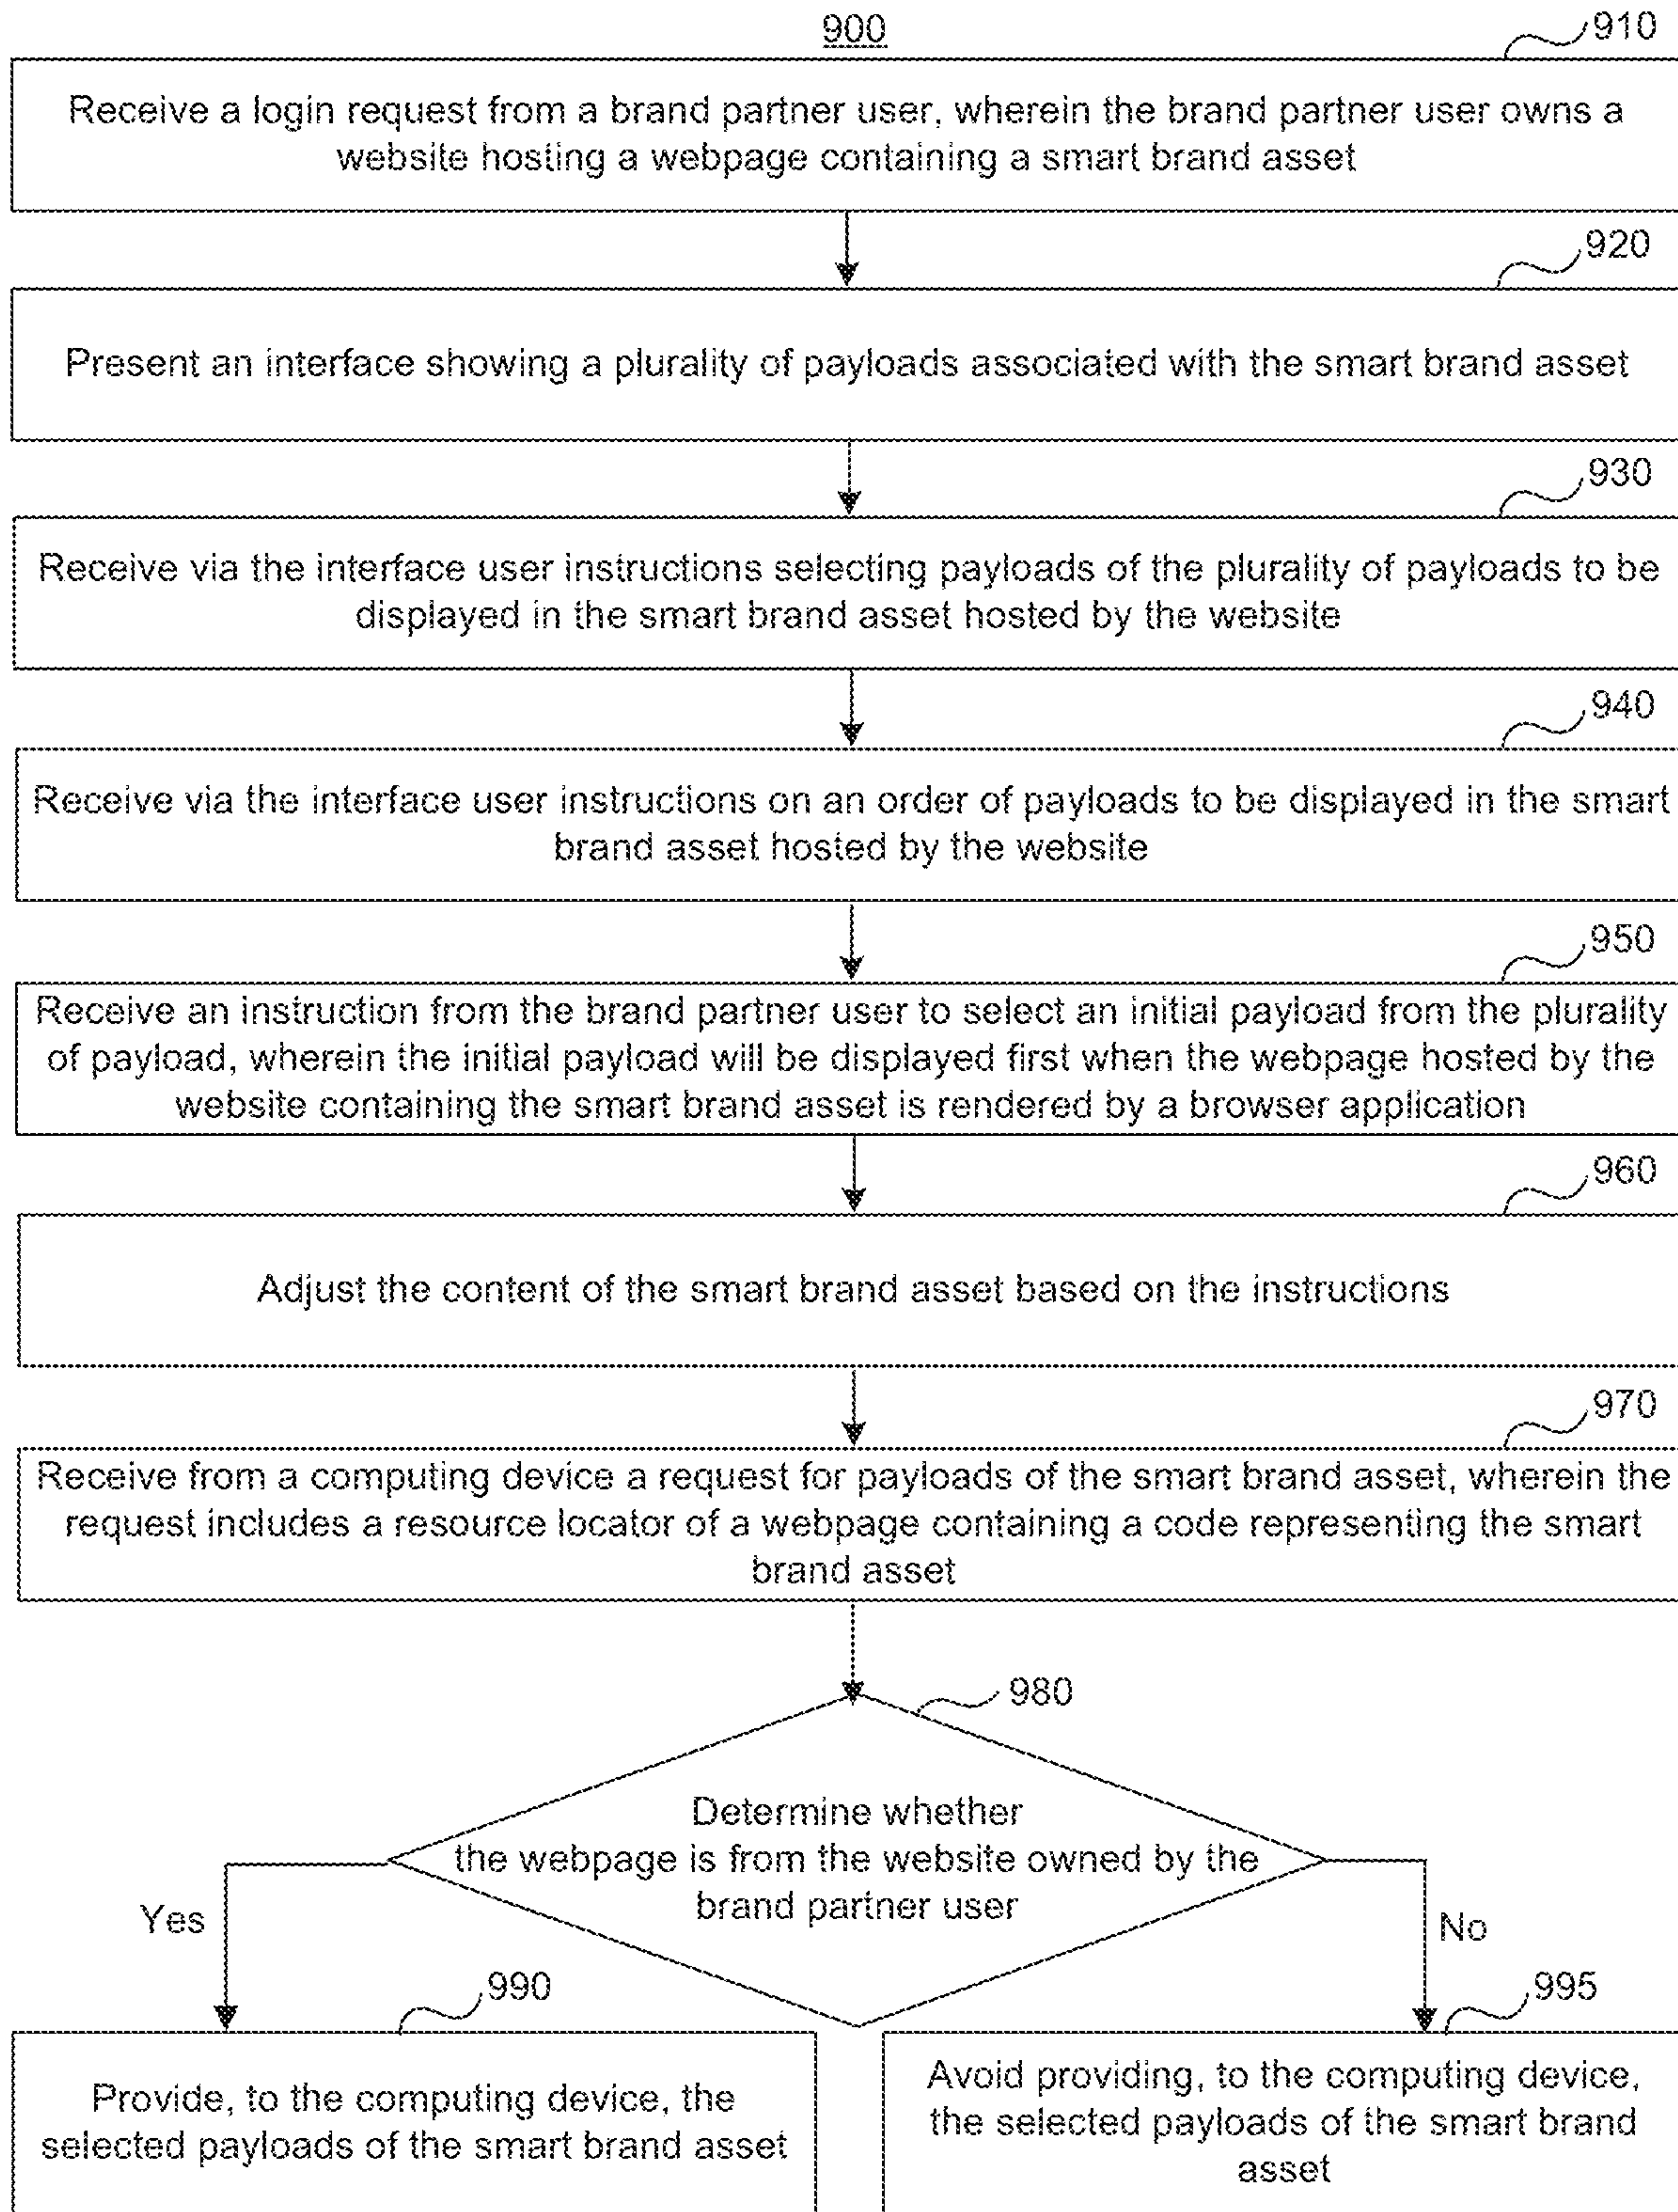 900
910
Receive a login request from a brand partner user, wherein the brand partner user owns a
website hosting a webpage containing a smart brand asset
920
Present an interface showing a plurality of payloads associated with the smart brand asset
930
Receive via the interface user instructions selecting payloads of the plurality of payloads to be
displayed in the smart brand asset hosted by the website
940
Receive via the interface user instructions on an order of payloads to be displayed in the smart
brand asset hosted by the website
950
Receive an instruction from the brand partner user to select an initial payload from the plurality
of payload, wherein the initial payload will be displayed first when the webpage hosted by the
website containing the smart brand asset is rendered by a browser application
960
Adjust the content of the smart brand asset based on the instructions
970
Receive from a computing device a request for payloads of the smart brand asset, wherein the
request includes a resource locator of a webpage containing a code representing the smart
brand asset
980
Determine whether
the webpage is from the website owned by the
brand partner user
Yes
No
990
995
Provide, to the computing device, the
selected payloads of the smart brand asset
Avoid providing, to the computing device,
the selected payloads of the smart brand
asset